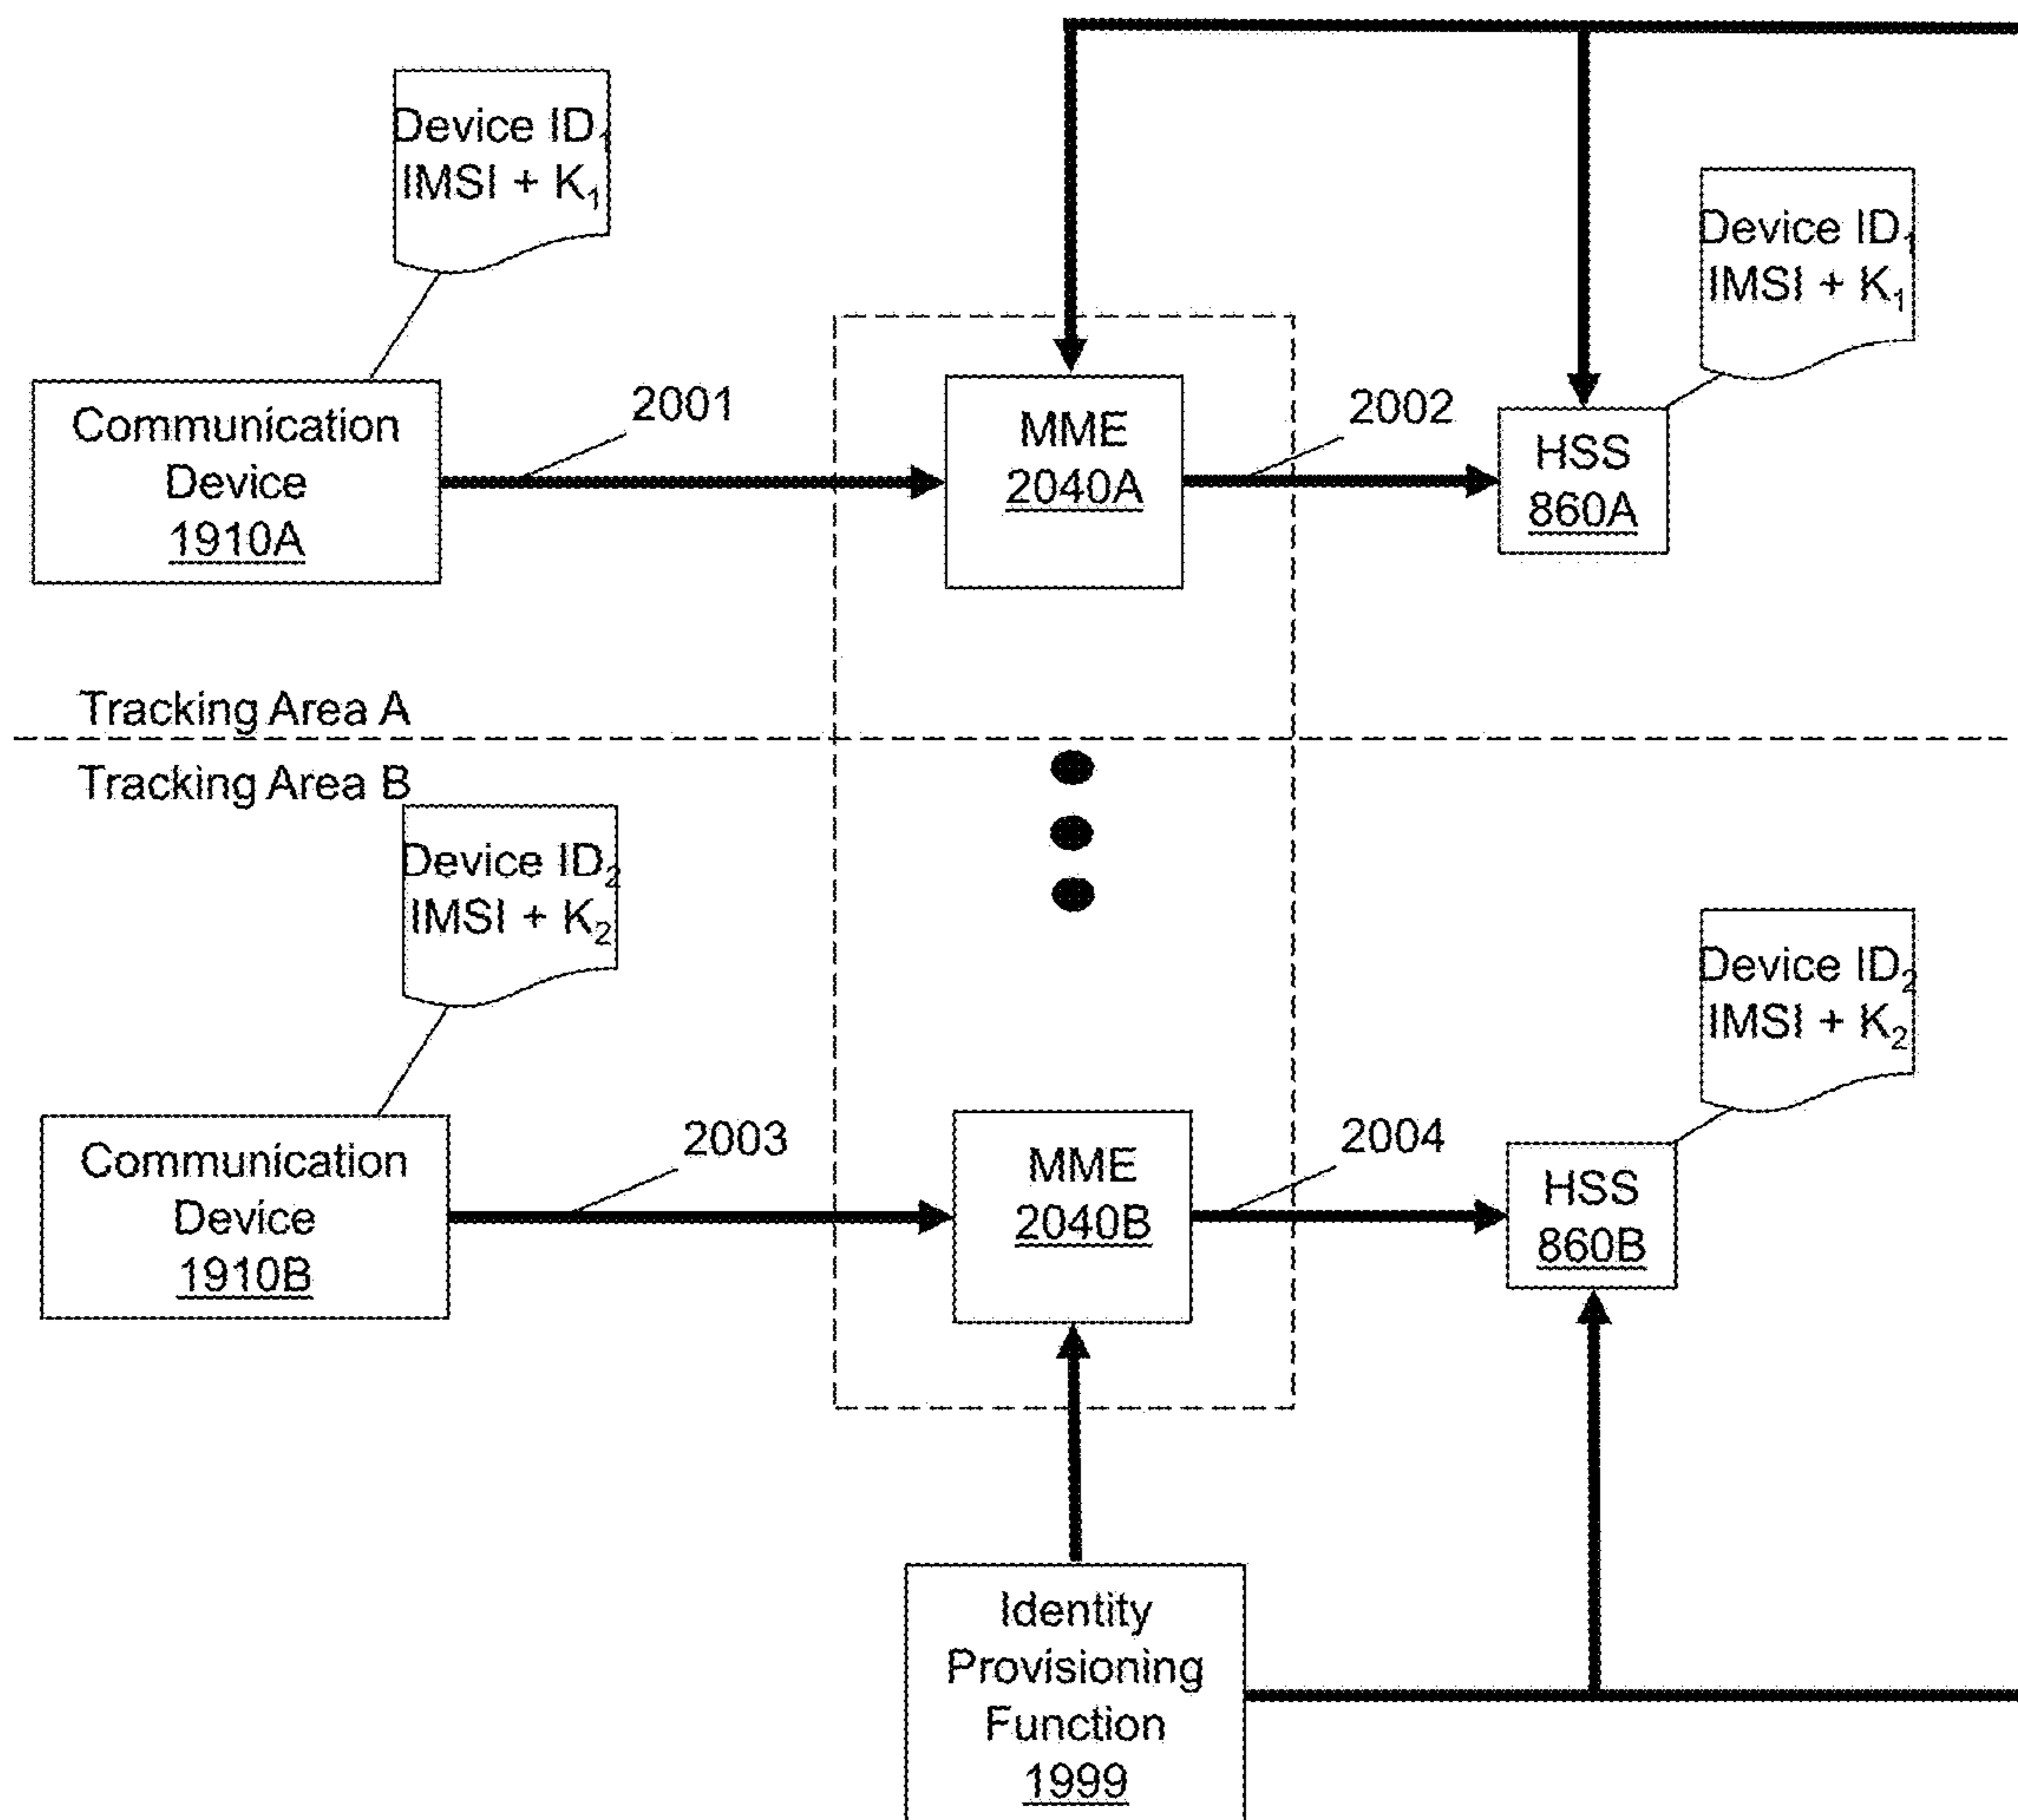 Device ID₁
IMSI + K₁
Device ID₁
IMSI + K₁
Communication
Device
1910A
2001
MME
2040A
2002
HSS
860A
Tracking Area A
Tracking Area B
Device ID₂
IMSI + K₂
Device ID₂
IMSI + K₂
Communication
Device
1910B
2003
MME
2040B
2004
HSS
860B
Identity
Provisioning
Function
1999